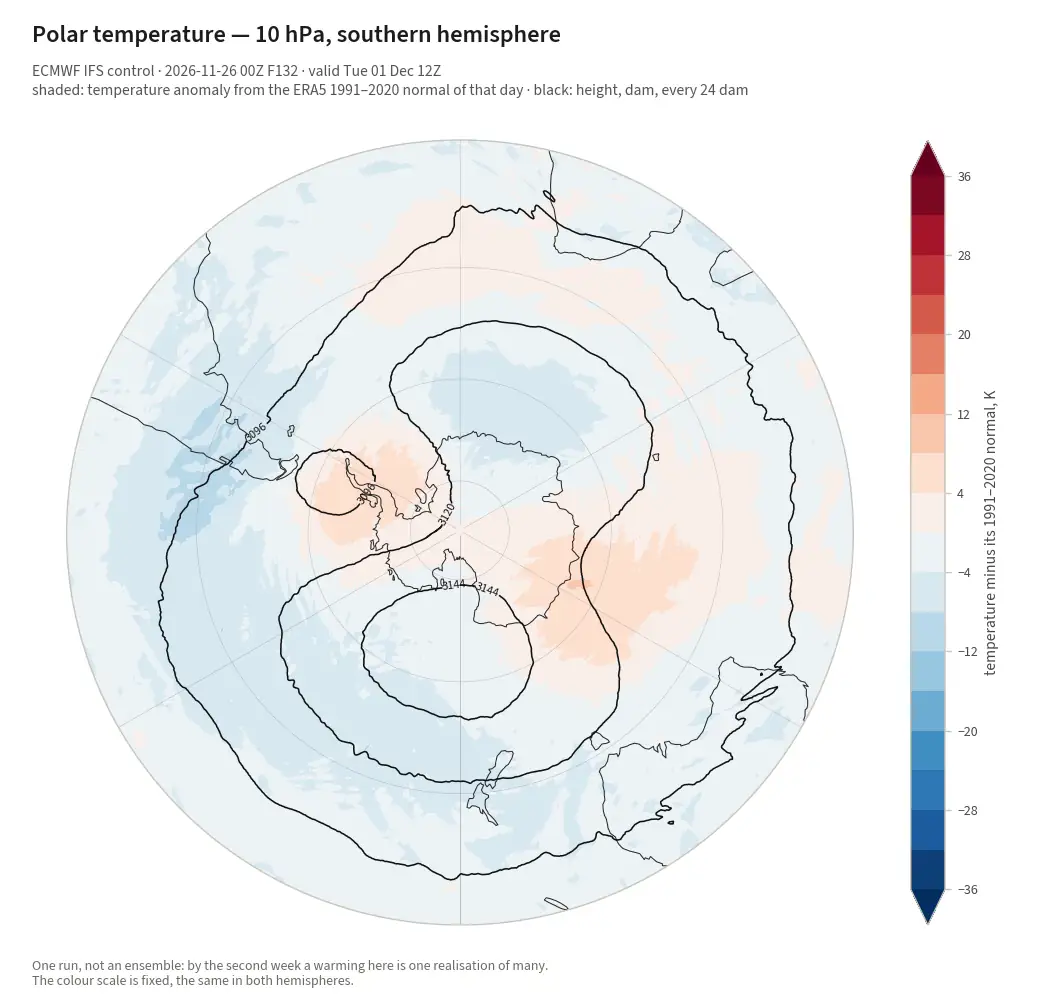 Polar temperature — 10 hPa, southern hemisphere
ECMWF IFS control · 2026-11-26 00Z F132 · valid Tue 01 Dec 12Z
shaded: temperature anomaly from the ERA5 1991–2020 normal of that day · black: height, dam, every 24 dam
36
28
20
12
4
−4
−12
−20
−28
−36
temperature minus its 1991–2020 normal, K
3096
3096
3120
3144
3144
One run, not an ensemble: by the second week a warming here is one realisation of many.
The colour scale is fixed, the same in both hemispheres.